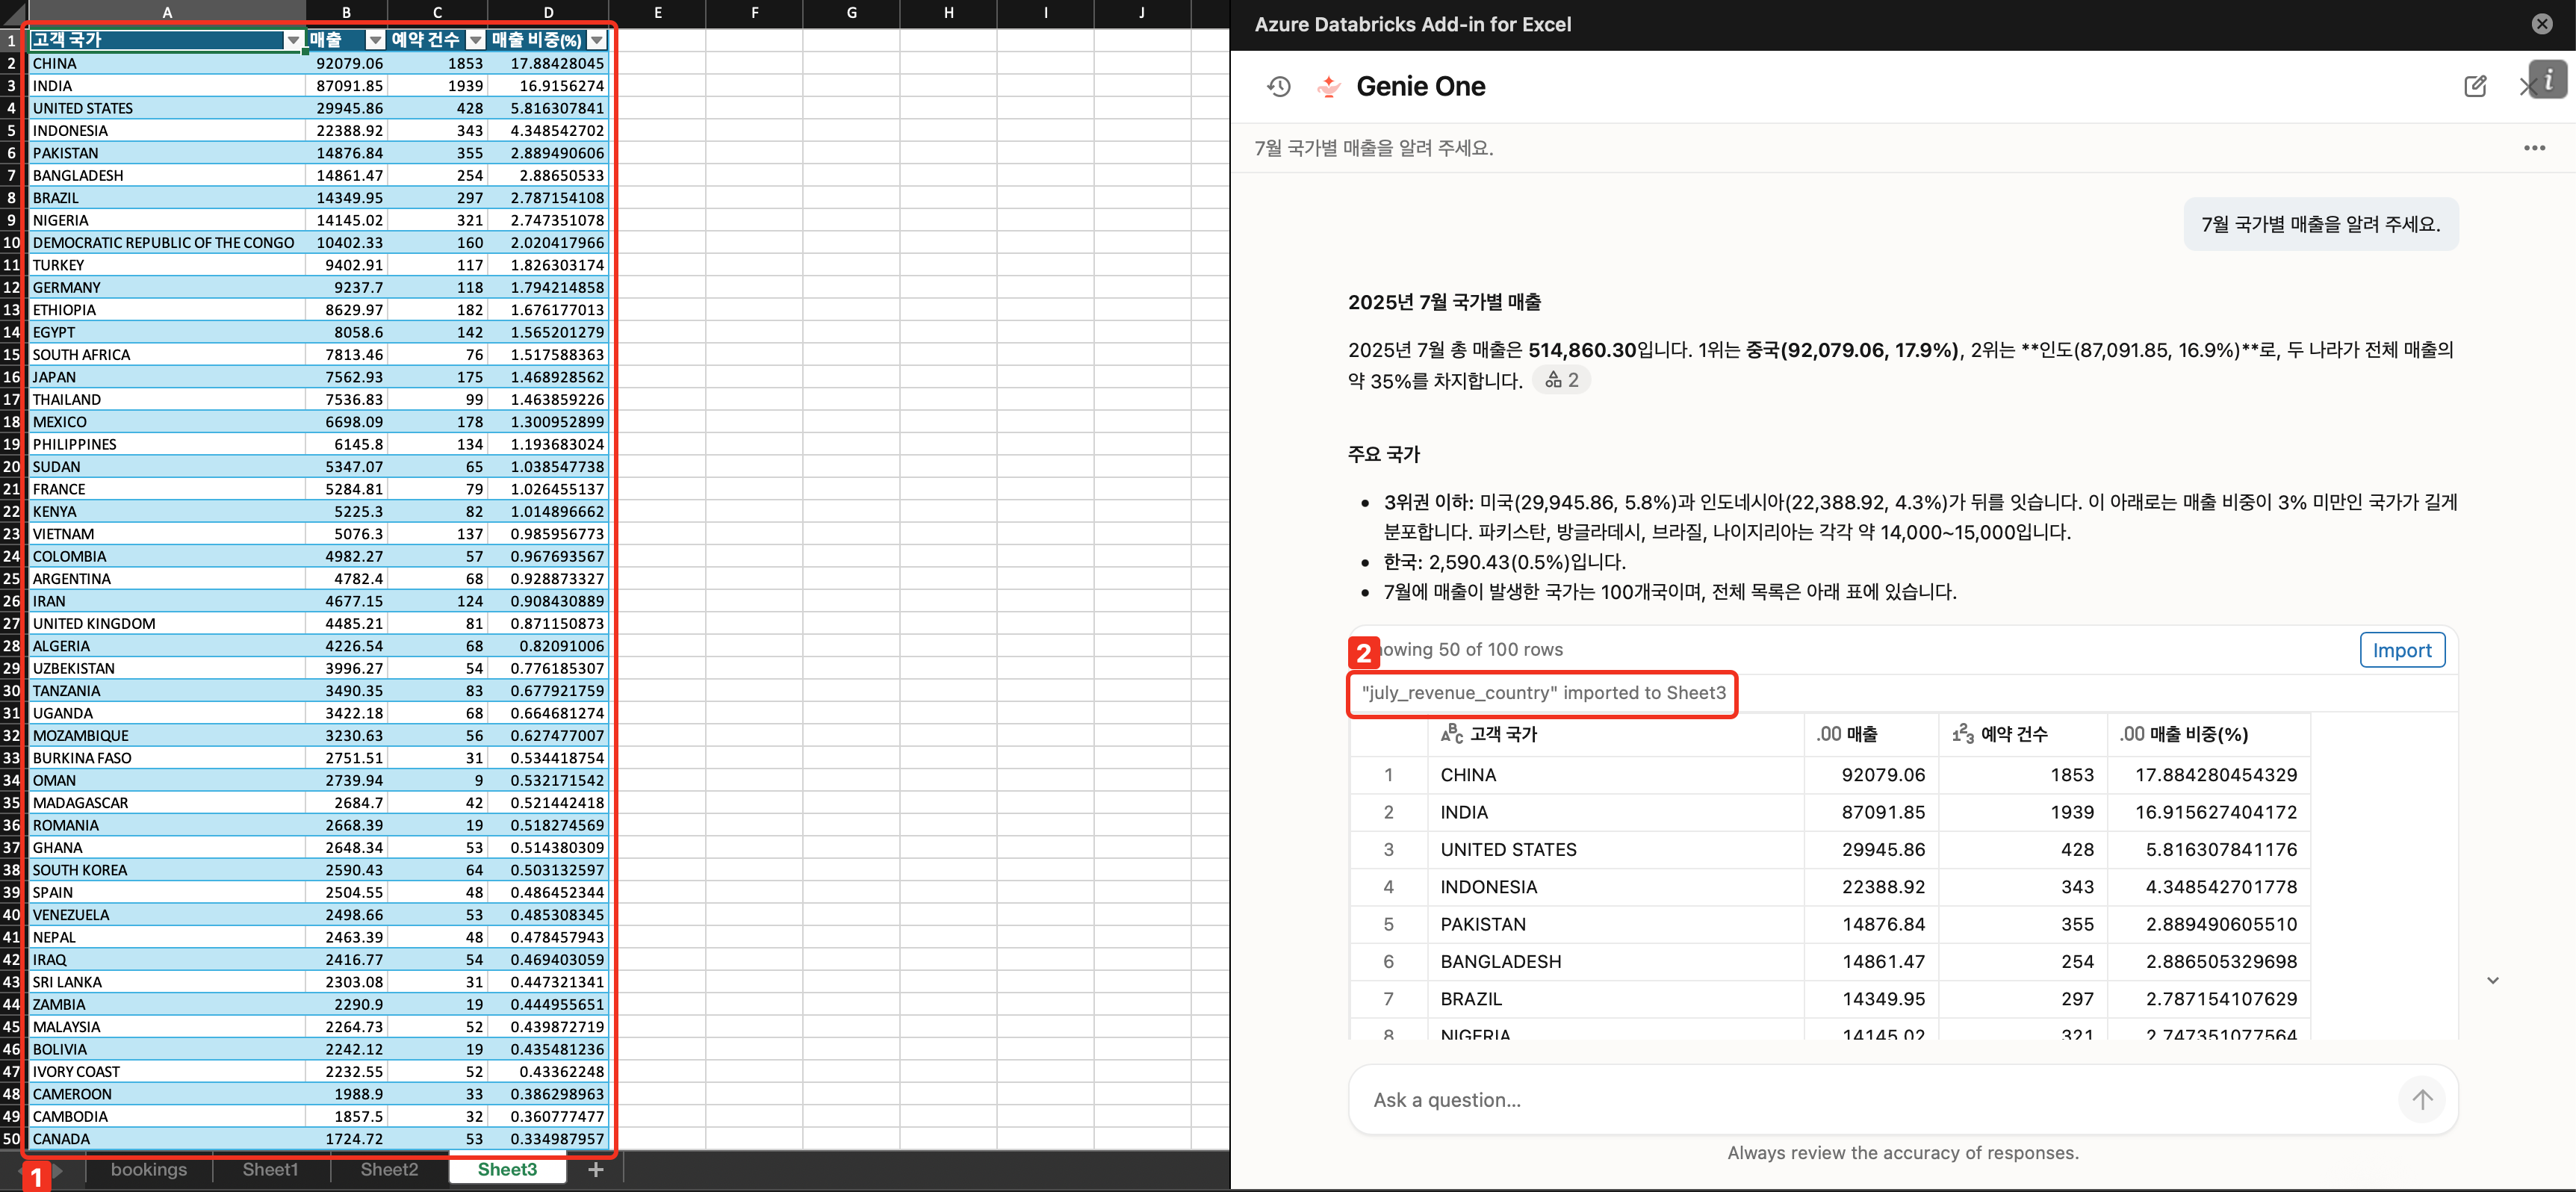 A B C D E F G H I J
1 고객 국가 매출 예약 건수 매출 비중(%)
2 CHINA 92079.06 1853 17.88428045
3 INDIA 87091.85 1939 16.9156274
4 UNITED STATES 29945.86 428 5.816307841
5 INDONESIA 22388.92 343 4.348542702
6 PAKISTAN 14876.84 355 2.889490606
7 BANGLADESH 14861.47 254 2.88650533
8 BRAZIL 14349.95 297 2.787154108
9 NIGERIA 14145.02 321 2.747351078
10 DEMOCRATIC REPUBLIC OF THE CONGO 10402.33 160 2.020417966
11 TURKEY 9402.91 117 1.826303174
12 GERMANY 9237.7 118 1.794214858
13 ETHIOPIA 8629.97 182 1.676177013
14 EGYPT 8058.6 142 1.565201279
15 SOUTH AFRICA 7813.46 76 1.517588363
16 JAPAN 7562.93 175 1.468928562
17 THAILAND 7536.83 99 1.463859226
18 MEXICO 6698.09 178 1.300952899
19 PHILIPPINES 6145.8 134 1.193683024
20 SUDAN 5347.07 65 1.038547738
21 FRANCE 5284.81 79 1.026455137
22 KENYA 5225.3 82 1.014896662
23 VIETNAM 5076.3 137 0.985956773
24 COLOMBIA 4982.27 57 0.967693567
25 ARGENTINA 4782.4 68 0.928873327
26 IRAN 4677.15 124 0.908430889
27 UNITED KINGDOM 4485.21 81 0.871150873
28 ALGERIA 4226.54 68 0.82091006
29 UZBEKISTAN 3996.27 54 0.776185307
30 TANZANIA 3490.35 83 0.677921759
31 UGANDA 3422.18 68 0.664681274
32 MOZAMBIQUE 3230.63 56 0.627477007
33 BURKINA FASO 2751.51 31 0.534418754
34 OMAN 2739.94 9 0.532171542
35 MADAGASCAR 2684.7 42 0.521442418
36 ROMANIA 2668.39 19 0.518274569
37 GHANA 2648.34 53 0.514380309
38 SOUTH KOREA 2590.43 64 0.503132597
39 SPAIN 2504.55 48 0.486452344
40 VENEZUELA 2498.66 53 0.485308345
41 NEPAL 2463.39 48 0.478457943
42 IRAQ 2416.77 54 0.469403059
43 SRI LANKA 2303.08 31 0.447321341
44 ZAMBIA 2290.9 19 0.444955651
45 MALAYSIA 2264.73 52 0.439872719
46 BOLIVIA 2242.12 19 0.435481236
47 IVORY COAST 2232.55 52 0.43362248
48 CAMEROON 1988.9 33 0.386298963
49 CAMBODIA 1857.5 32 0.360777477
50 CANADA 1724.72 53 0.334987957
1 bookings Sheet1 Sheet2 Sheet3 +
Azure Databricks Add-in for Excel
Genie One
i
7월 국가별 매출을 알려 주세요.
7월 국가별 매출을 알려 주세요.
2025년 7월 국가별 매출
2025년 7월 총 매출은 514,860.30입니다. 1위는 중국(92,079.06, 17.9%), 2위는 **인도(87,091.85, 16.9%)**로, 두 나라가 전체 매출의
약 35%를 차지합니다. 2
주요 국가
• 3위권 이하: 미국(29,945.86, 5.8%)과 인도네시아(22,388.92, 4.3%)가 뒤를 잇습니다. 이 아래로는 매출 비중이 3% 미만인 국가가 길게
분포합니다. 파키스탄, 방글라데시, 브라질, 나이지리아는 각각 약 14,000~15,000입니다.
• 한국: 2,590.43(0.5%)입니다.
• 7월에 매출이 발생한 국가는 100개국이며, 전체 목록은 아래 표에 있습니다.
2 howing 50 of 100 rows Import
"july_revenue_country" imported to Sheet3
ABC 고객 국가 .00 매출 123 예약 건수 .00 매출 비중(%)
1 CHINA 92079.06 1853 17.884280454329
2 INDIA 87091.85 1939 16.915627404172
3 UNITED STATES 29945.86 428 5.816307841176
4 INDONESIA 22388.92 343 4.348542701778
5 PAKISTAN 14876.84 355 2.889490605510
6 BANGLADESH 14861.47 254 2.886505329698
7 BRAZIL 14349.95 297 2.787154107629
8 NIGERIA 14145.02 321 2.747351077564
Ask a question...
Always review the accuracy of responses.